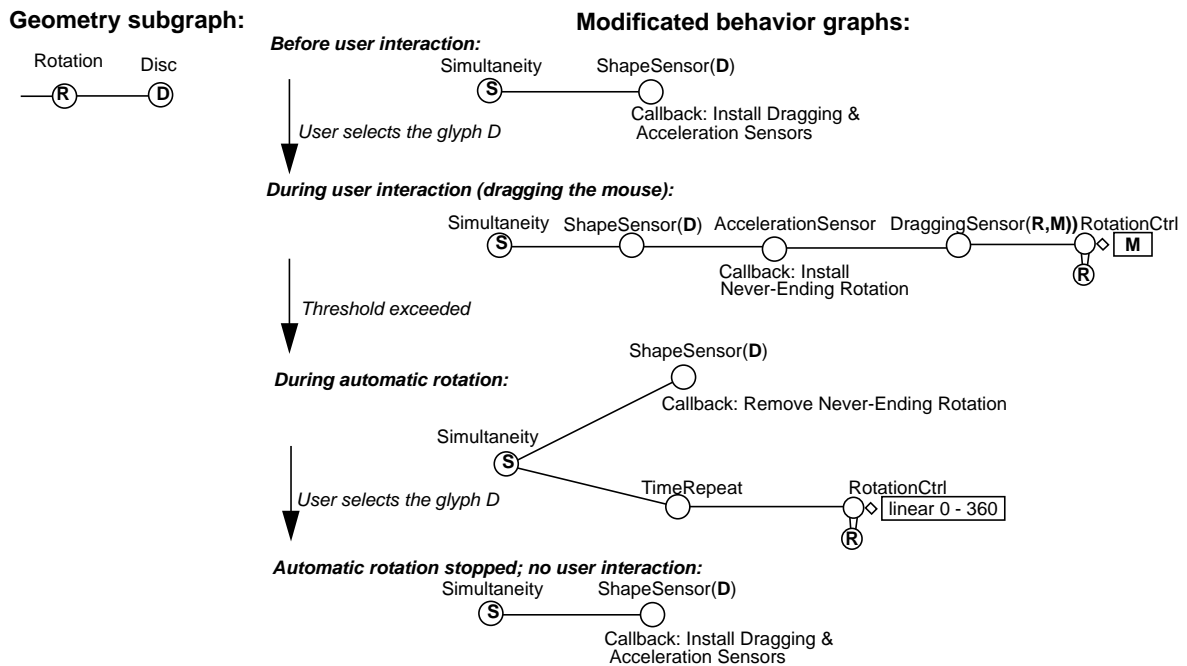 Geometry subgraph:
Modificated behavior graphs:
Rotation
Disc
R
D
Before user interaction:
Simultaneity
ShapeSensor(D)
S
Callback: Install Dragging &
Acceleration Sensors
User selects the glyph D
During user interaction (dragging the mouse):
Simultaneity
ShapeSensor(D)
AccelerationSensor
DraggingSensor(R,M))
RotationCtrl
S
M
R
Callback: Install
Never-Ending Rotation
Threshold exceeded
ShapeSensor(D)
During automatic rotation:
Callback: Remove Never-Ending Rotation
Simultaneity
S
TimeRepeat
RotationCtrl
User selects the glyph D
linear 0 - 360
R
Automatic rotation stopped; no user interaction:
Simultaneity
ShapeSensor(D)
S
Callback: Install Dragging &
Acceleration Sensors